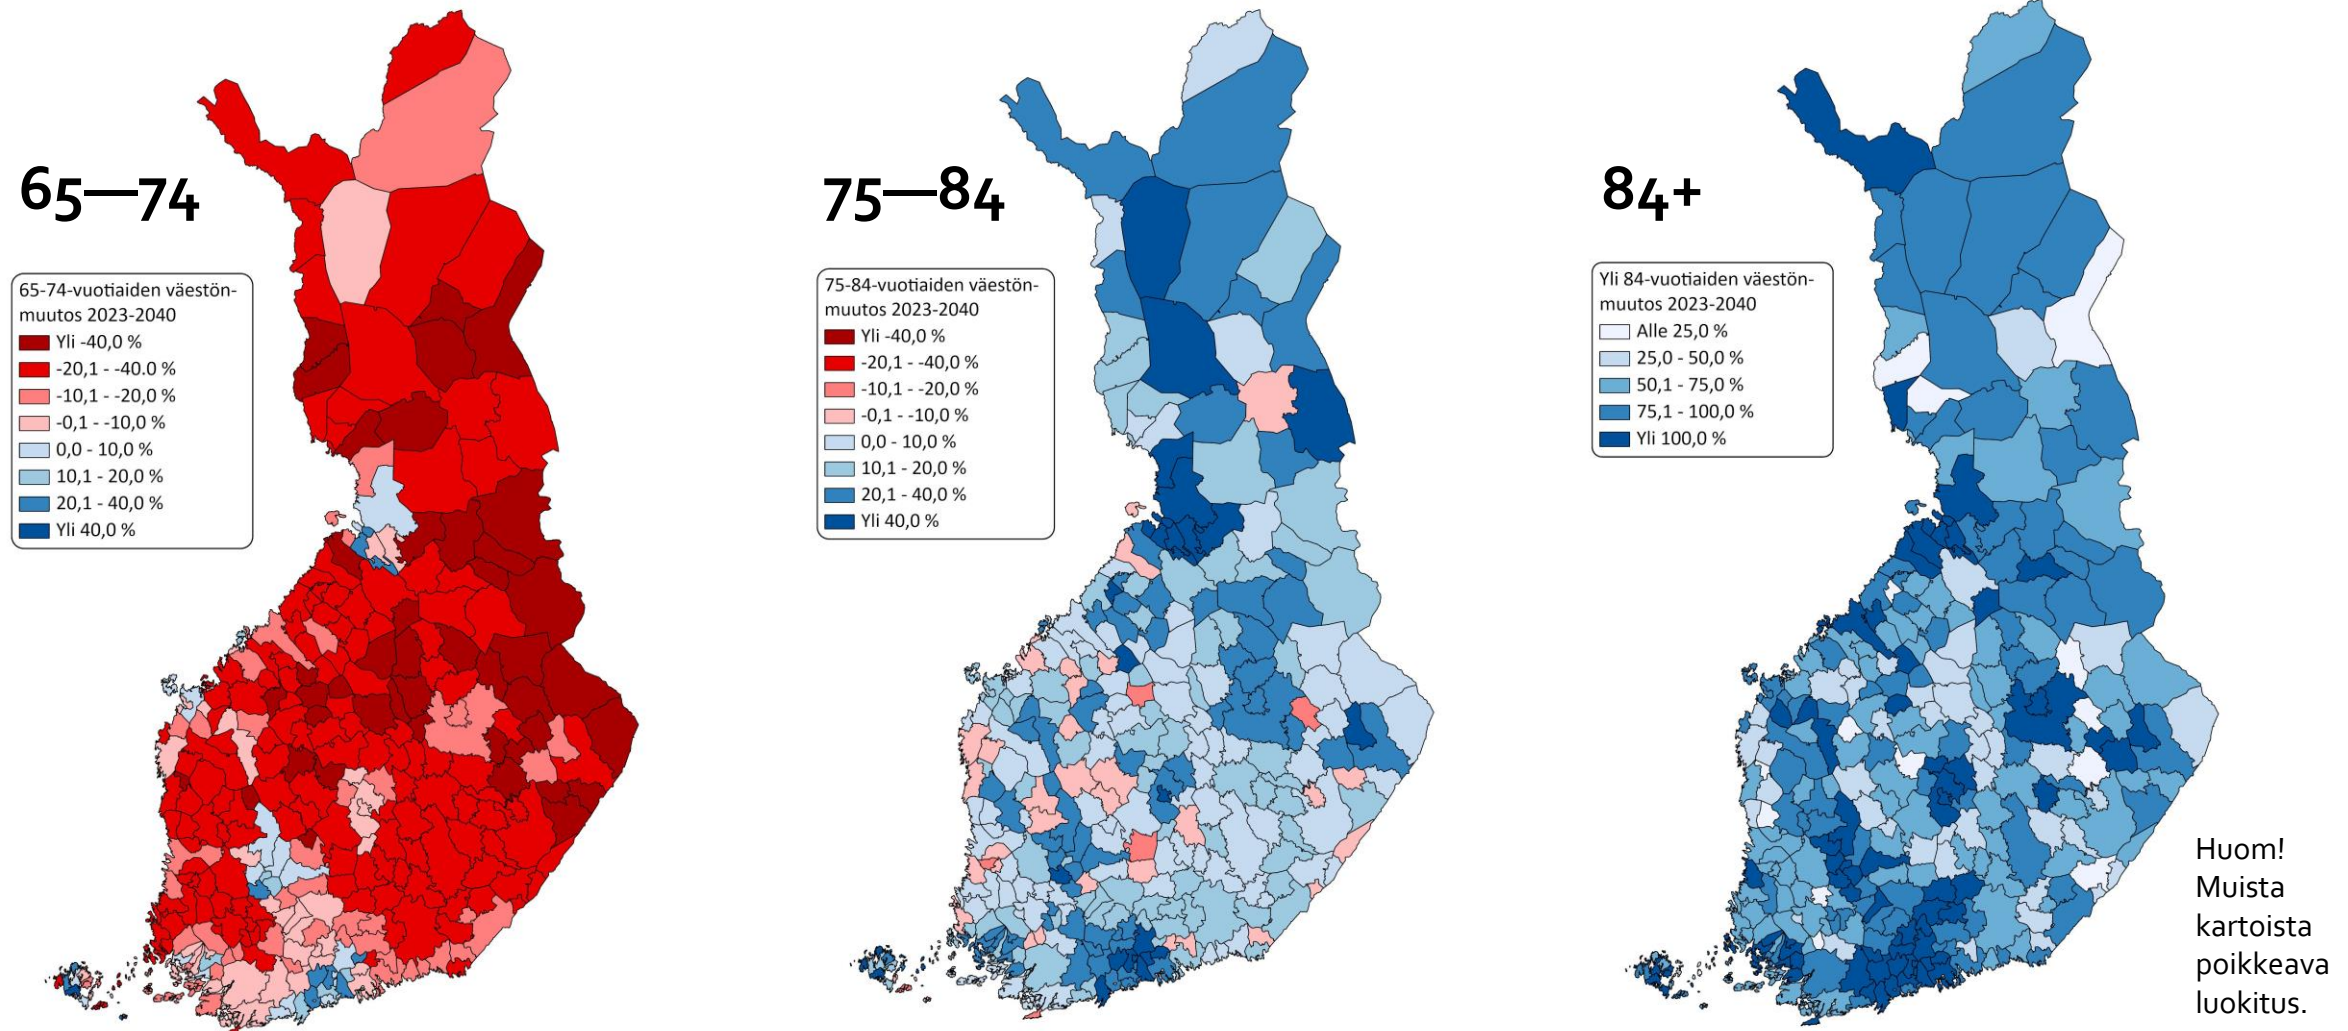 65—74
65-74-vuotiaiden väestön-
muutos 2023-2040
Yli -40,0 %
-20,1 - -40.0 %
-10,1 - -20,0 %
-0,1 - -10,0 %
0,0 - 10,0 %
10,1 - 20,0 %
20,1 - 40,0 %
Yli 40,0 %
75—84
75-84-vuotiaiden väestön-
muutos 2023-2040
Yli -40,0 %
-20,1 - -40,0 %
-10,1 - -20,0 %
-0,1 - -10,0 %
0,0 - 10,0 %
10,1 - 20,0 %
20,1 - 40,0 %
Yli 40,0 %
84+
Yli 84-vuotiaiden väestön-
muutos 2023-2040
Alle 25,0 %
25,0 - 50,0 %
50,1 - 75,0 %
75,1 - 100,0 %
Yli 100,0 %
Huom!
Muista
kartoista
poikkeava
luokitus.